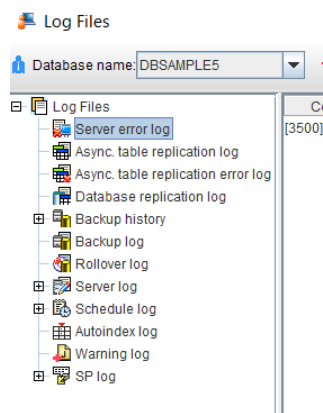 Log Files
Database name: DBSAMPLE5
Log Files
Server error log
Async. table replication log
Async. table replication error log
Database replication log
Backup history
Backup log
Rollover log
Server log
Schedule log
Autoindex log
Warning log
SP log
[3500]